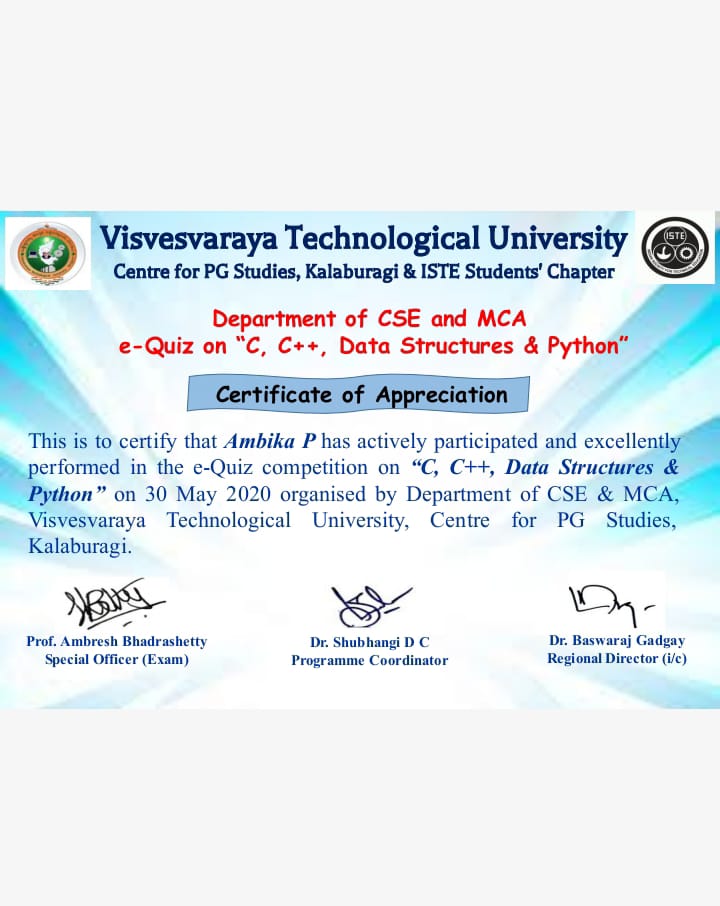 Visvesvaraya Technological University
Centre for PG Studies, Kalaburagi & ISTE Students' Chapter
ISTE
Department of CSE and MCA
e-Quiz on “C, C++, Data Structures & Python”
Certificate of Appreciation
This is to certify that Ambika P has actively participated and excellently
performed in the e-Quiz competition on “C, C++, Data Structures &
Python” on 30 May 2020 organised by Department of CSE & MCA,
Visvesvaraya Technological University, Centre for PG Studies,
Kalaburagi.
Prof. Ambresh Bhadrashetty
Special Officer (Exam)
Dr. Shubhangi D C
Programme Coordinator
Dr. Baswaraj Gadgay
Regional Director (i/c)